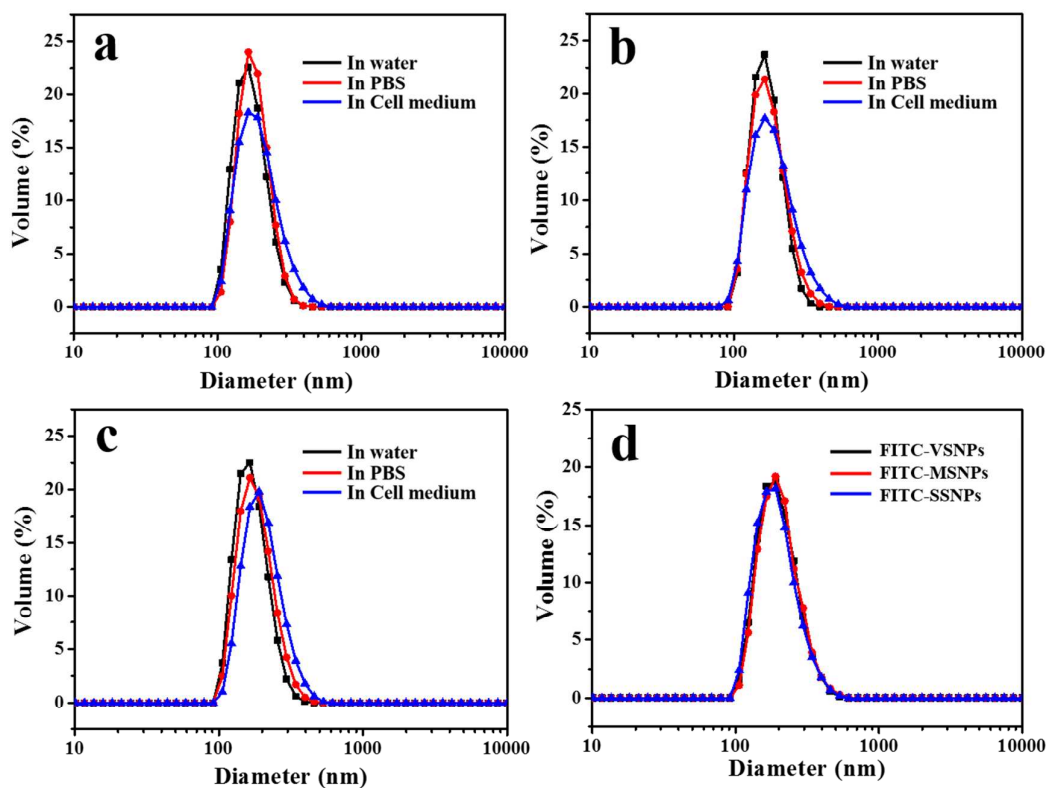 a
In water
In PBS
In Cell medium
25
20
15
10
5
0
Volume (%)
10 100 1000 10000
Diameter (nm)
b
In water
In PBS
In Cell medium
25
20
15
10
5
0
Volume (%)
10 100 1000 10000
Diameter (nm)
c
In water
In PBS
In Cell medium
25
20
15
10
5
0
Volume (%)
10 100 1000 10000
Diameter (nm)
d
FITC-VSNPs
FITC-MSNPs
FITC-SSNPs
25
20
15
10
5
0
Volume (%)
10 100 1000 10000
Diameter (nm)